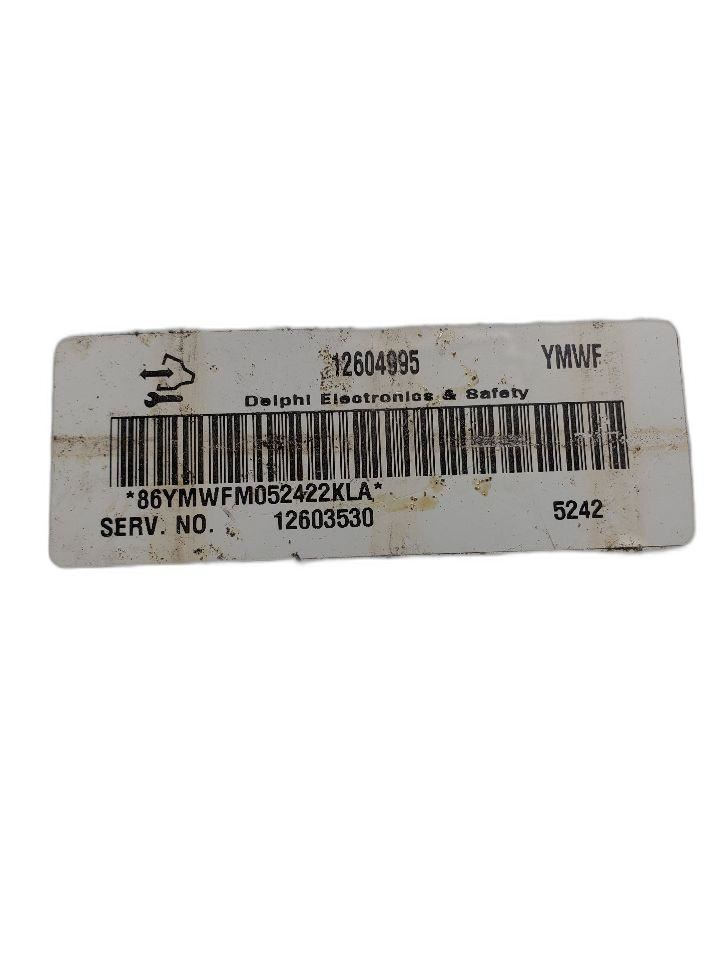 12604995 YMWF
Delphi Electronics & Safety
*86YMWFM052422KLA*
SERV. NO. 12603530 5242